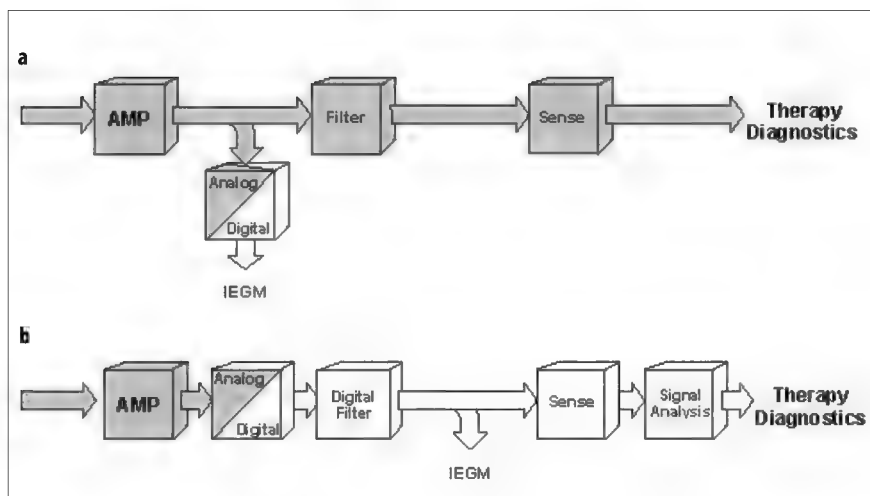 a
AMP
Filter
Sense
Therapy
Diagnostics
Analog
Digital
IEGM
b
AMP
Analog
Digital
Digital
Filter
Sense
Signal
Analysis
Therapy
Diagnostics
IEGM